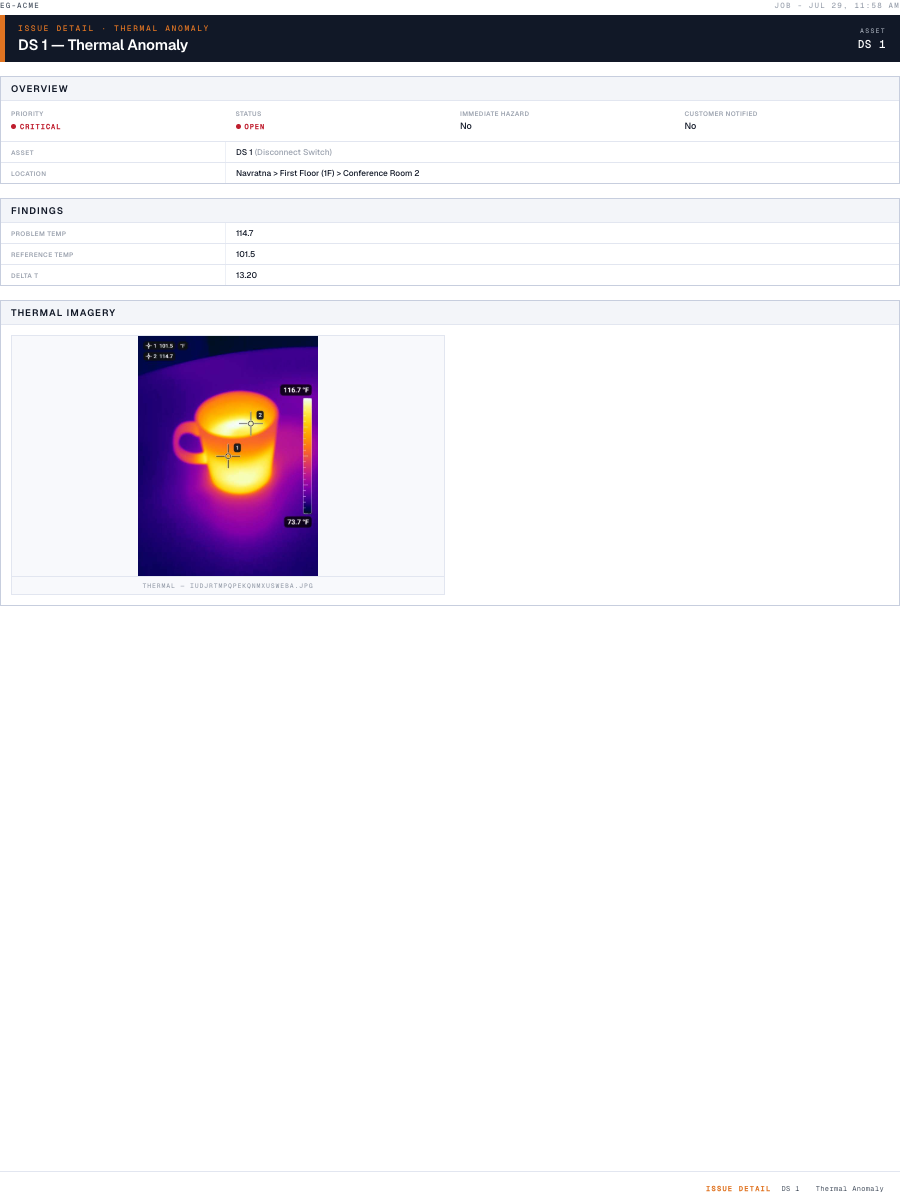 EG-ACME
JOB - JUL 29, 11:58 AM
ISSUE DETAIL · THERMAL ANOMALY
DS 1 — Thermal Anomaly
ASSET
DS 1
OVERVIEW
PRIORITY
CRITICAL
STATUS
OPEN
IMMEDIATE HAZARD
No
CUSTOMER NOTIFIED
No
ASSET
DS 1 (Disconnect Switch)
LOCATION
Navratna > First Floor (1F) > Conference Room 2
FINDINGS
PROBLEM TEMP
114.7
REFERENCE TEMP
101.5
DELTA T
13.20
THERMAL IMAGERY
1 101.5 °F
2 114.7
116.7 °F
2
1
73.7 °F
THERMAL — IUDJRTMPQPEKQNMXUSWEBA.JPG
ISSUE DETAIL DS 1 Thermal Anomaly